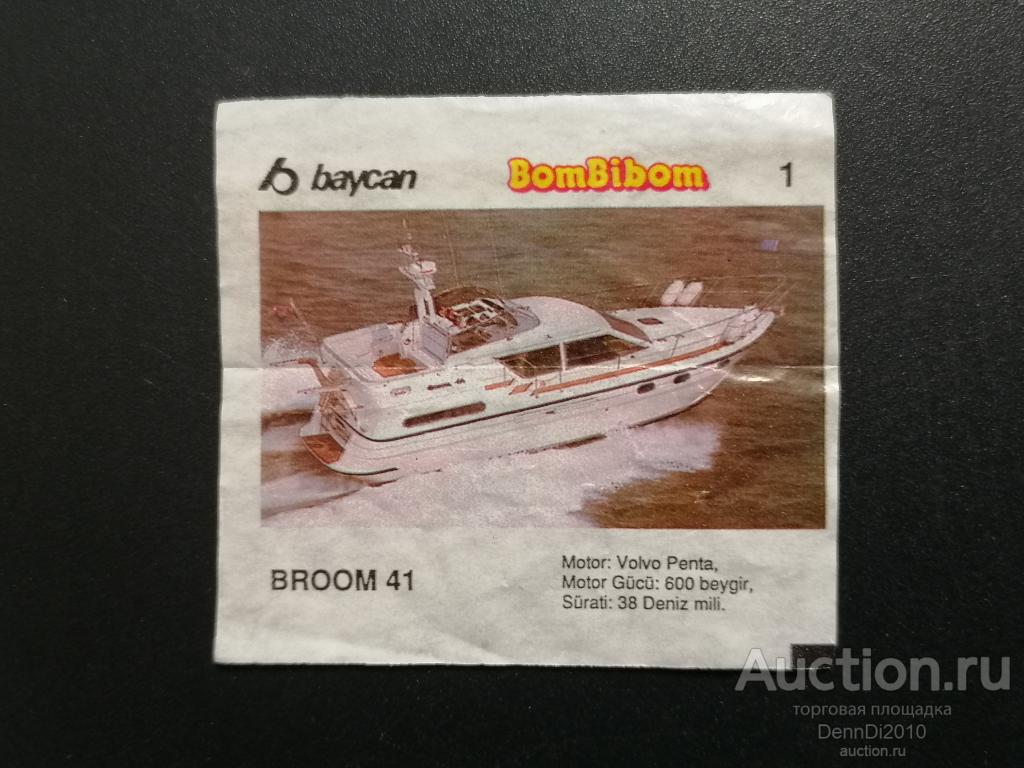 baycan
BomBibom
1
BROOM 41
Motor: Volvo Penta,
Motor Gücü: 600 beygir,
Sürati: 38 Deniz mili.
Auction.ru
торговая площадка
DennDi2010
auction.ru